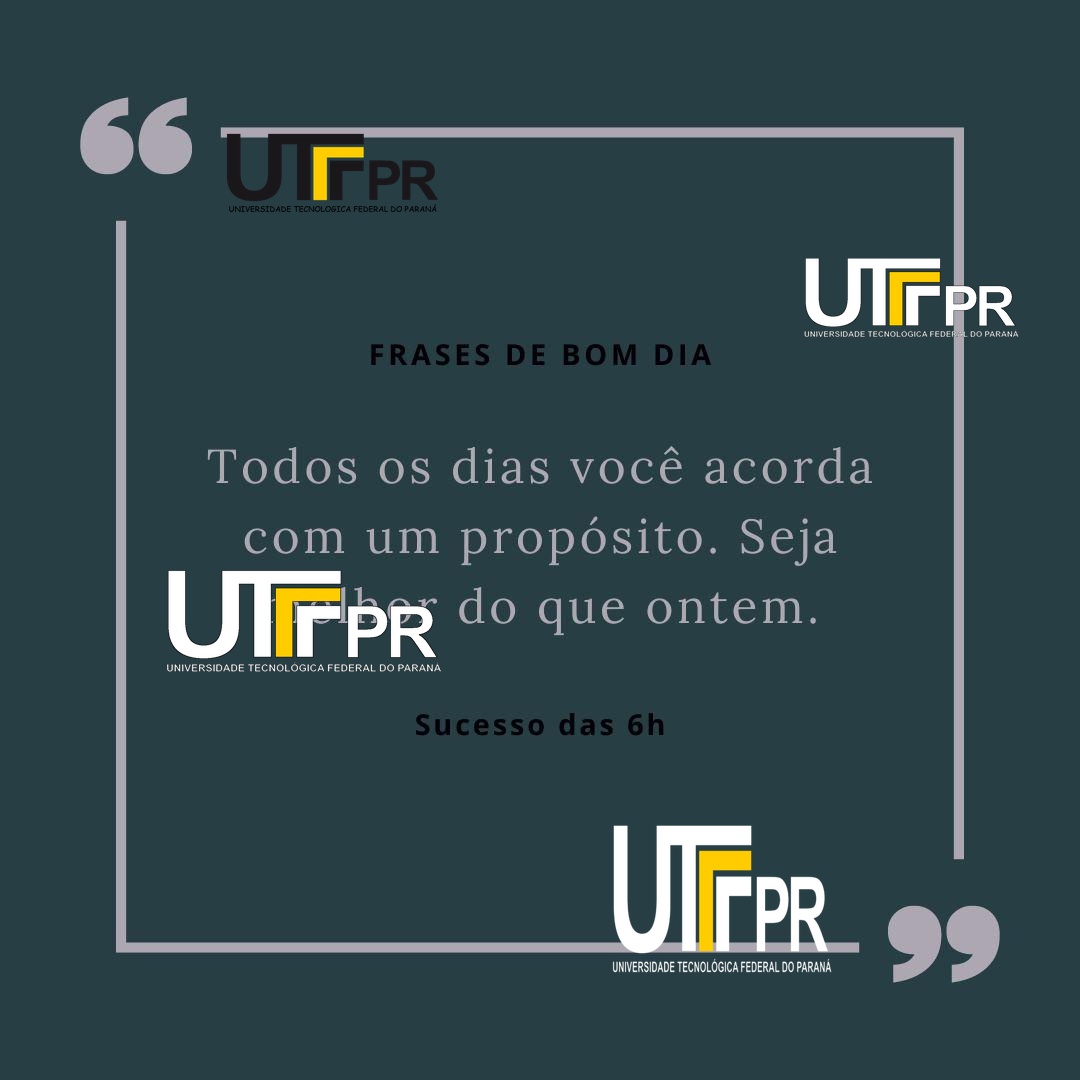 UTFPR
UNIVERSIDADE TECNOLÓGICA FEDERAL DO PARANÁ
UTFPR
UNIVERSIDADE TECNOLÓGICA FEDERAL DO PARANÁ
FRASES DE BOM DIA
Todos os dias você acorda
com um propósito. Seja
melhor do que ontem.
UTFPR
UNIVERSIDADE TECNOLÓGICA FEDERAL DO PARANÁ
Sucesso das 6h
UTFPR
UNIVERSIDADE TECNOLÓGICA FEDERAL DO PARANÁ